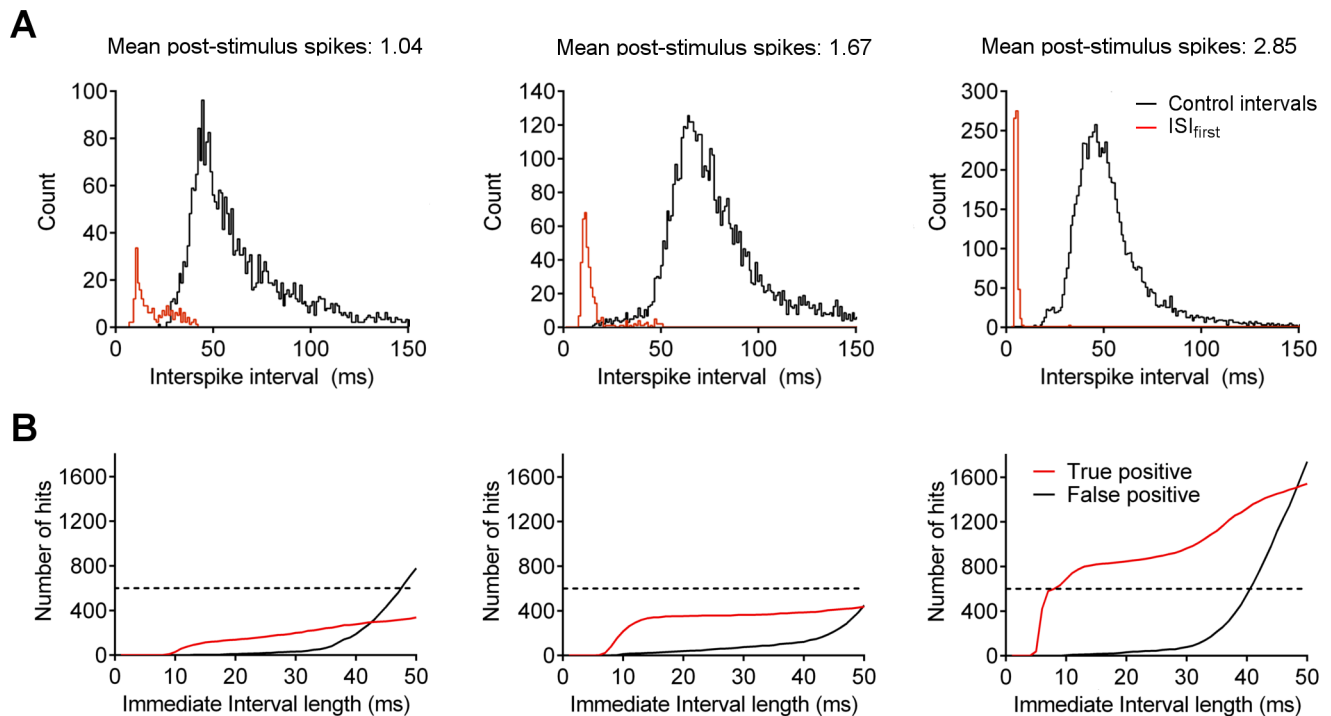 A
Mean post-stimulus spikes: 1.04
Mean post-stimulus spikes: 1.67
Mean post-stimulus spikes: 2.85
Count
100
80
60
40
20
0
0 50 100 150
Interspike interval (ms)
Count
140
120
100
80
60
40
20
0
0 50 100 150
Interspike interval (ms)
Count
300
250
200
150
100
50
0
0 50 100 150
Interspike interval (ms)
Control intervals
ISIfirst
B
Number of hits
1600
1200
800
400
0
0 10 20 30 40 50
Immediate Interval length (ms)
Number of hits
1600
1200
800
400
0
0 10 20 30 40 50
Immediate Interval length (ms)
Number of hits
1600
1200
800
400
0
0 10 20 30 40 50
Immediate Interval length (ms)
True positive
False positive